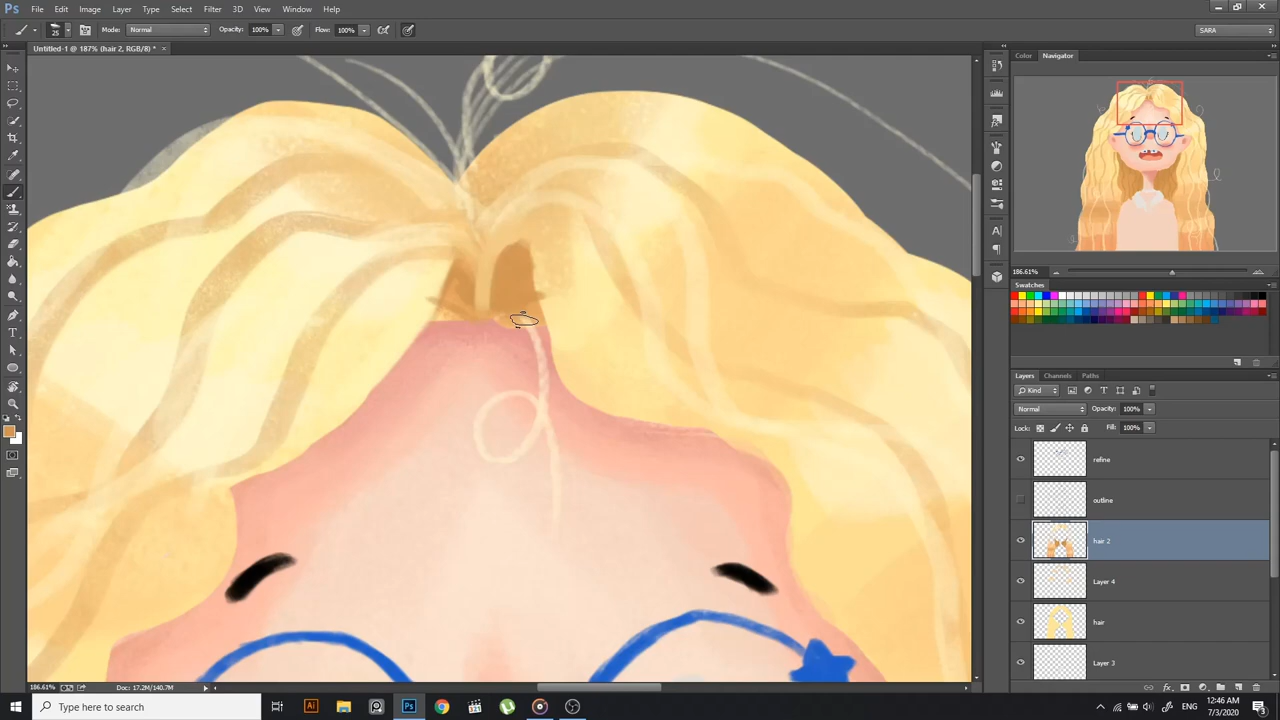 Ps File Edit Image Layer Type Select Filter 3D View Window Help
25 Mode: Normal Opacity: 100% Flow: 100% SARA
Untitled-1 @ 187% (hair 2, RGB/8) * ×
Color Navigator
186.61%
Swatches
Layers Channels Paths
Kind
Normal Opacity: 100%
Lock: Fill: 100%
refine
outline
hair 2
Layer 4
hair
Layer 3
186.61% Doc: 17.2M/140.7M
Type here to search
12:46 AM
7/3/2020